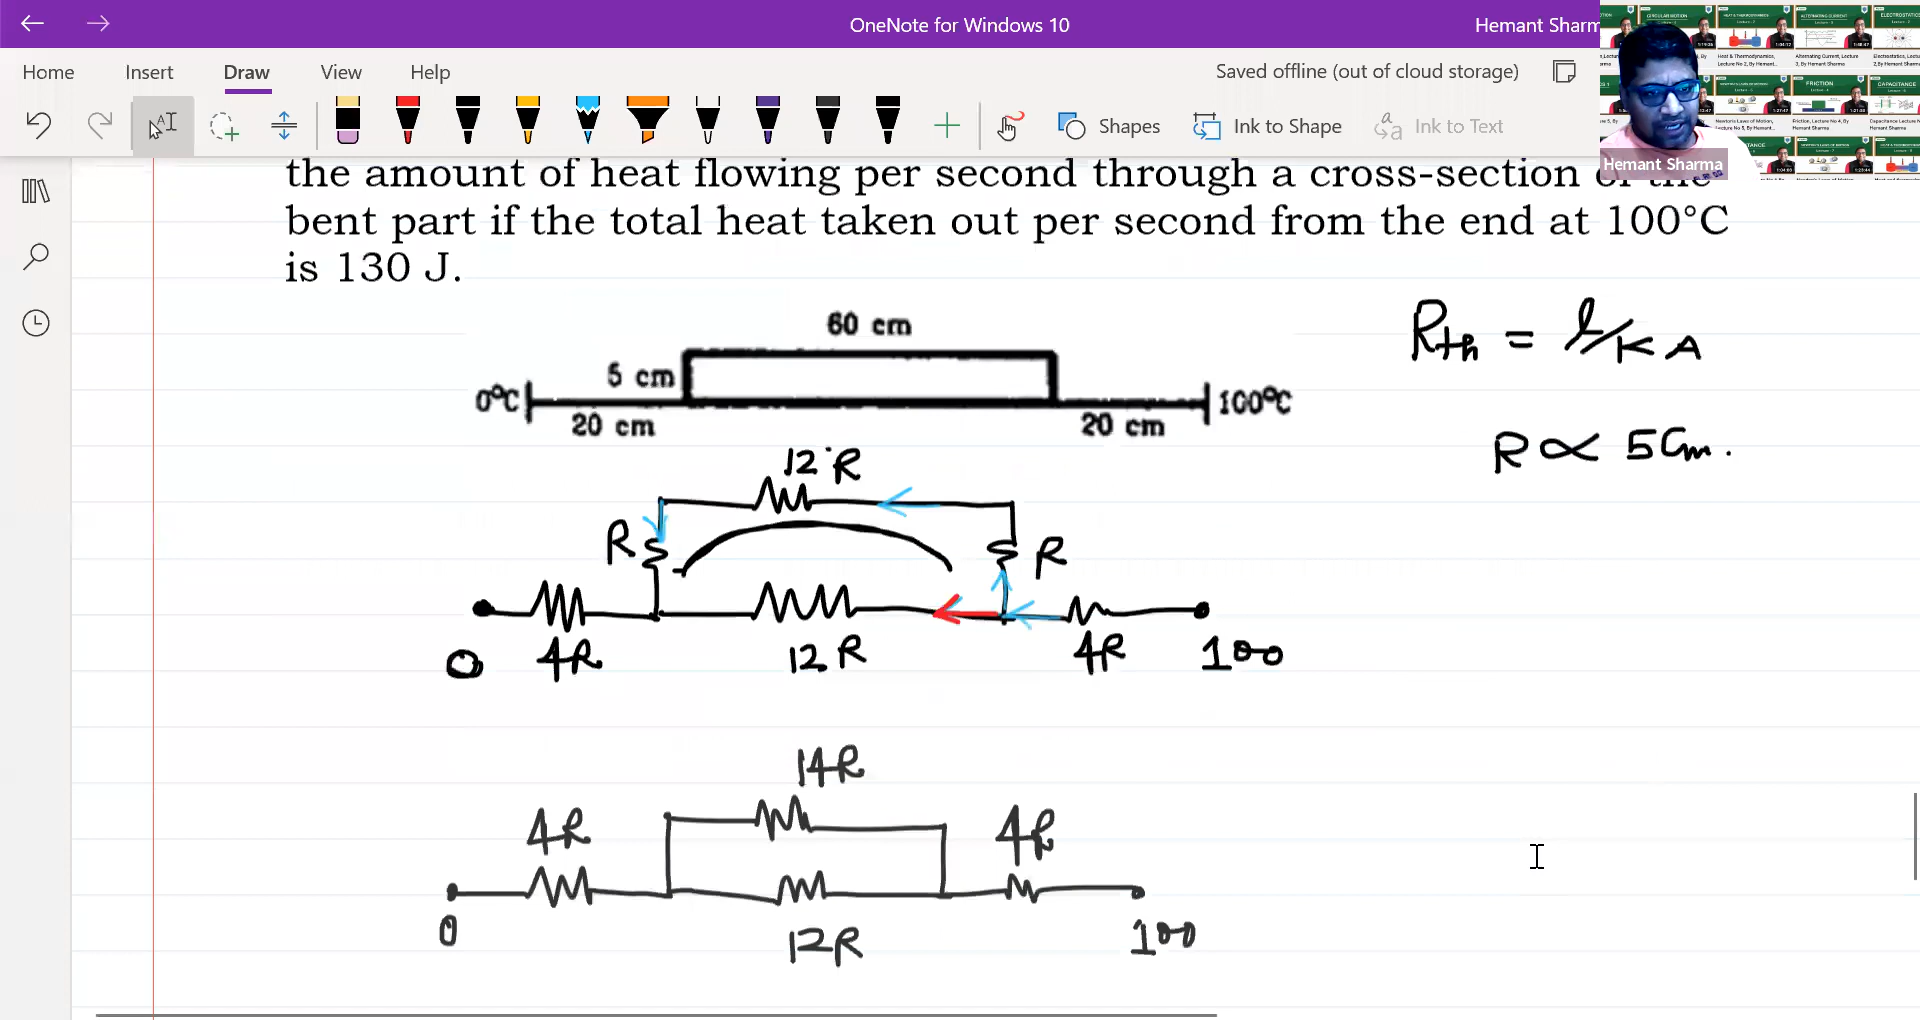 OneNote for Windows 10
Hemant Sharm
Home Insert Draw View Help
Saved offline (out of cloud storage)
Shapes
Ink to Shape
Ink to Text
Hemant Sharma
the amount of heat flowing per second through a cross-section of the
bent part if the total heat taken out per second from the end at 100°C
is 130 J.
60 cm
5 cm
0°C
100°C
20 cm
20 cm
Rth = l/KA
R ∝ 5 Cm.
12 R
R
R
4R
12 R
4R
0
100
14R
4R
4R
12R
0
100